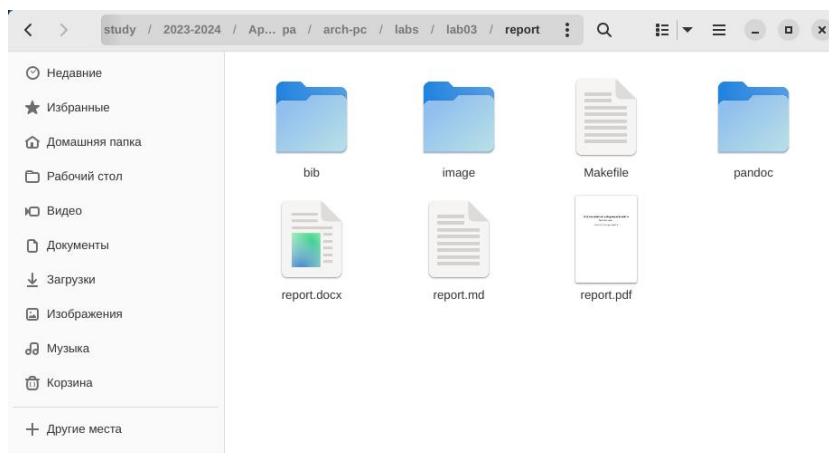 study / 2023-2024 / Ap... pa / arch-pc / labs / lab03 / report
Недавние
Избранные
Домашняя папка
Рабочий стол
Видео
Документы
Загрузки
Изображения
Музыка
Корзина
Другие места
bib image Makefile pandoc
report.docx report.md report.pdf